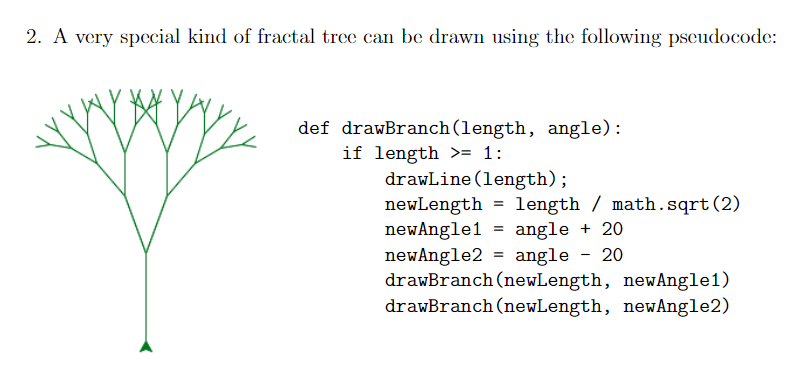 2. A very special kind of fractal tree can be drawn using the following pseudocode:
def drawBranch(length, angle):
    if length >= 1:
        drawLine(length);
        newLength = length / math.sqrt(2)
        newAngle1 = angle + 20
        newAngle2 = angle - 20
        drawBranch(newLength, newAngle1)
        drawBranch(newLength, newAngle2)